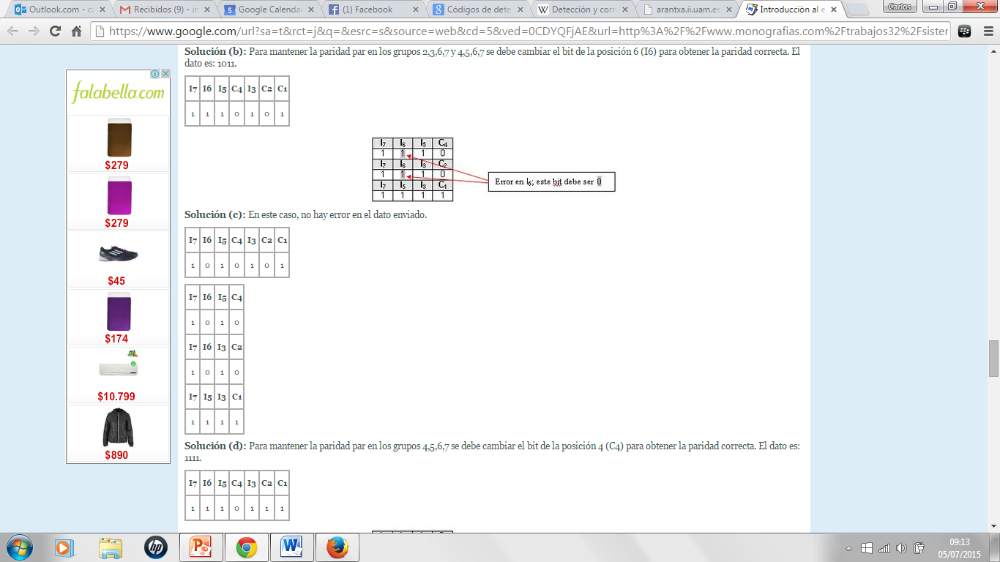 Outlook.com - ca
Recibidos (9) - in
Google Calendar
(1) Facebook
Códigos de dete
Detección y corr
arantxa.ii.uam.es
Introducción al e
Carlos
https://www.google.com/url?sa=t&rct=j&q=&esrc=s&source=web&cd=5&ved=0CDYQFjAE&url=http%3A%2F%2Fwww.monografias.com%2Ftrabajos32%2Fsister
falabella.com
$279
$279
$45
$174
$10.799
$890
Solución (b): Para mantener la paridad par en los grupos 2,3,6,7 y 4,5,6,7 se debe cambiar el bit de la posición 6 (I6) para obtener la paridad correcta. El
dato es: 1011.
I7 I6 I5 C4 I3 C2 C1
1 1 1 0 1 0 1
I7 I6 I5 C4
1 1 1 0
I7 I6 I3 C2
1 1 1 0
I7 I5 I3 C1
1 1 1 1
Error en I6; este bit debe ser 0
Solución (c): En este caso, no hay error en el dato enviado.
I7 I6 I5 C4 I3 C2 C1
1 0 1 0 1 0 1
I7 I6 I5 C4
1 0 1 0
I7 I6 I3 C2
1 0 1 0
I7 I5 I3 C1
1 1 1 1
Solución (d): Para mantener la paridad par en los grupos 4,5,6,7 se debe cambiar el bit de la posición 4 (C4) para obtener la paridad correcta. El dato es:
1111.
I7 I6 I5 C4 I3 C2 C1
1 1 1 0 1 1 1
09:13
05/07/2015